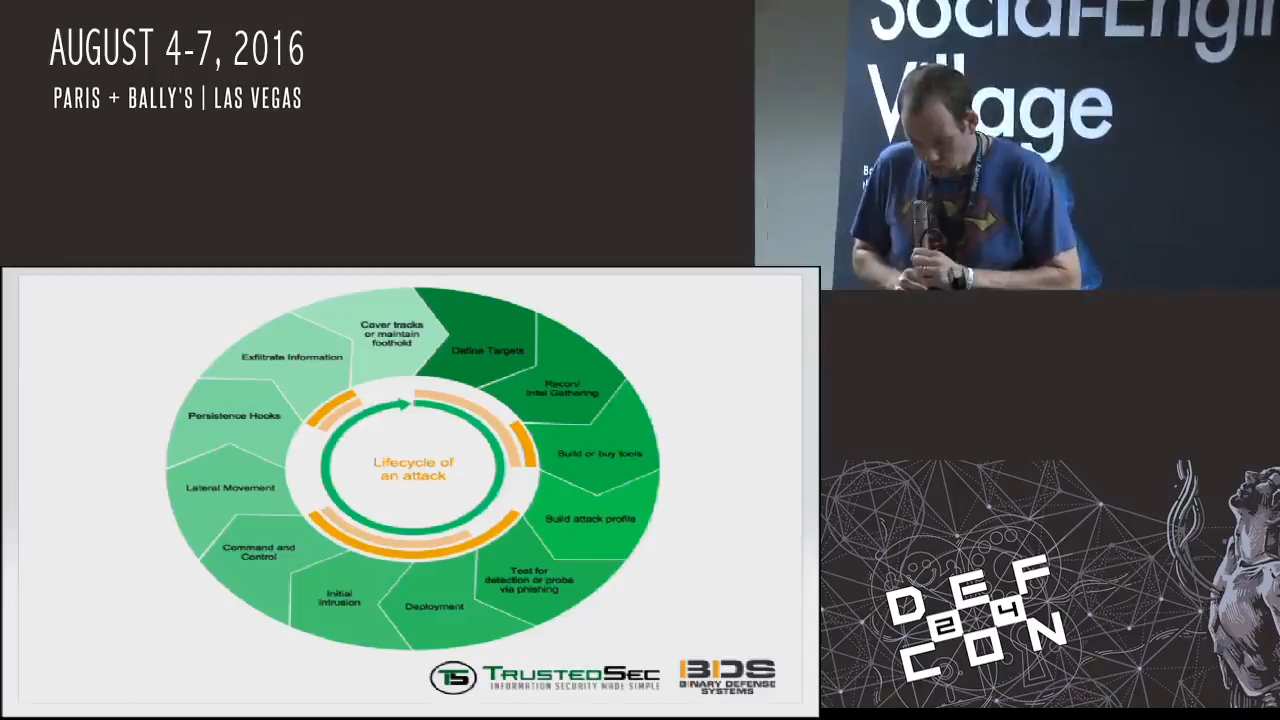 AUGUST 4-7, 2016
PARIS + BALLY'S | LAS VEGAS
Social-Engin
Village
Cover tracks
or maintain
foothold
Define Targets
Recon/
Intel Gathering
Build or buy tools
Build attack profile
Test for
detection or probe
via phishing
Deployment
Initial
Intrusion
Command and
Control
Lateral Movement
Persistence Hooks
Exfiltrate Information
Lifecycle of
an attack
TS TRUSTEDSEC
INFORMATION SECURITY MADE SIMPLE
BDS
BINARY DEFENSE
SYSTEMS
DEF
24
CON